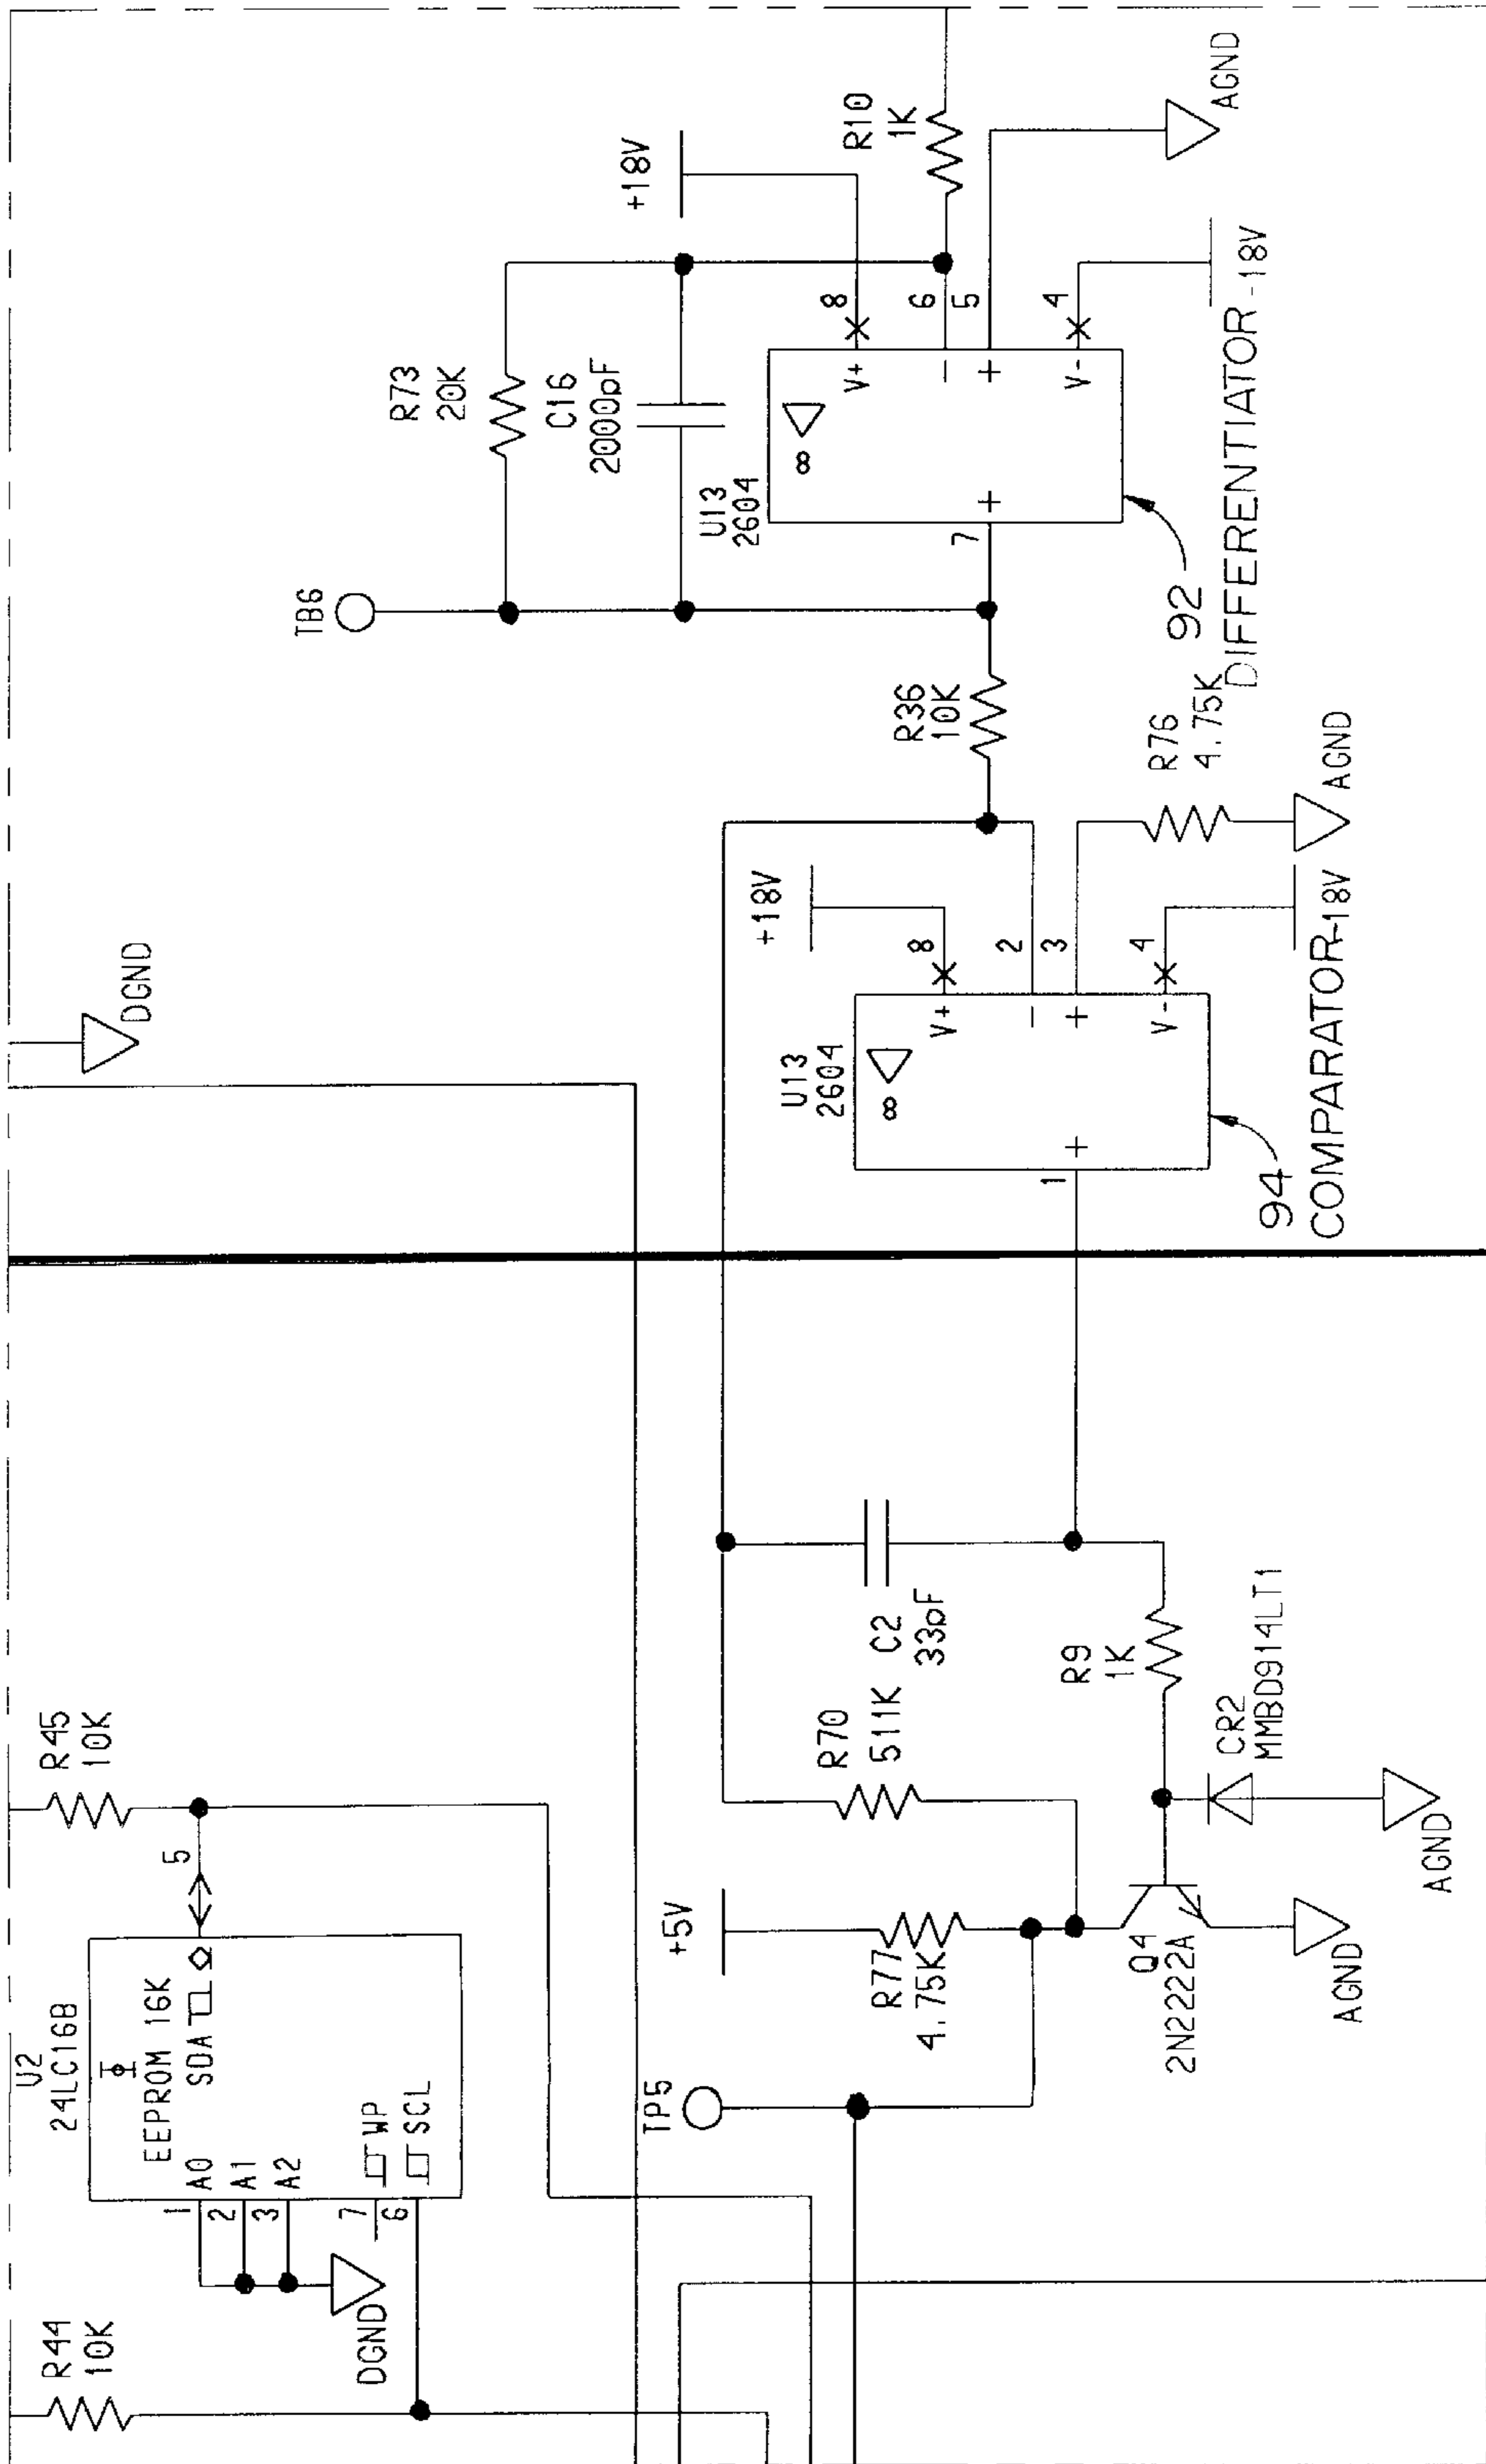 R44
10K
U2
24LC16B
EEPROM 16K
A0
A1
A2
SDA
WP
SCL
1
2
3
7
6
5
DGND
R45
10K
DGND
TP5
+5V
R77
4.75K
R70
511K
C2
33pF
R9
1K
Q4
2N2222A
AGND
CR2
MMBD914LT1
AGND
U13
2604
∞
V+
-
+
V-
+
1
8
2
3
4
+18V
-18V
94
COMPARATOR
R76
4.75K
AGND
R36
10K
TB6
R73
20K
C16
2000pF
U13
2604
∞
V+
-
+
V-
+
7
8
6
5
4
+18V
-18V
92
DIFFERENTIATOR
R10
1K
AGND